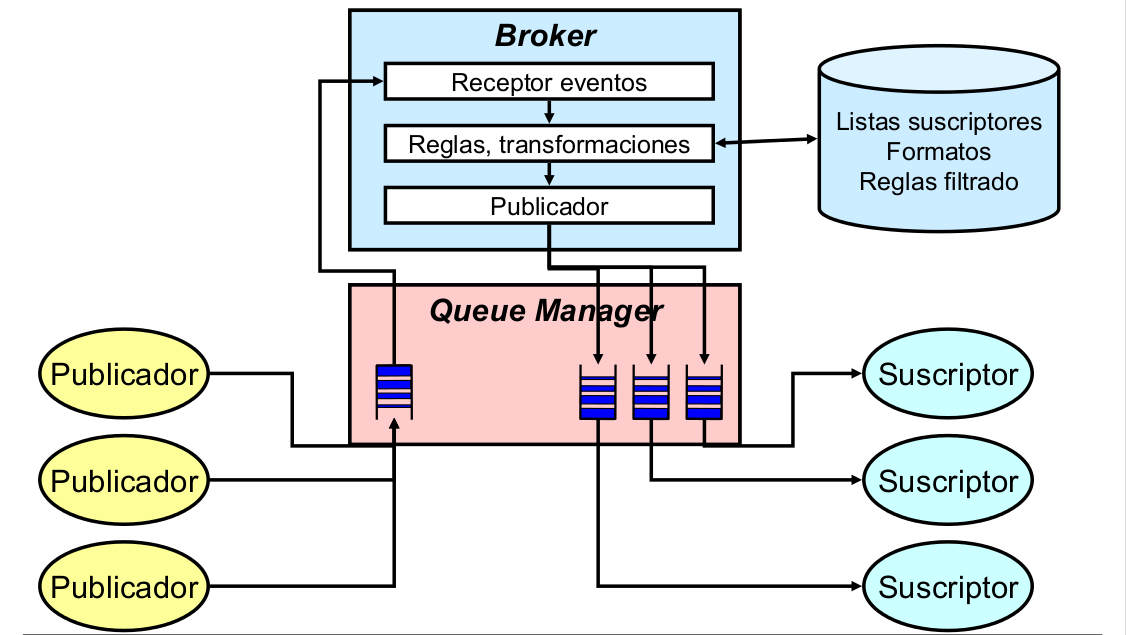 Broker
Receptor eventos
Reglas, transformaciones
Publicador
Listas suscriptores
Formatos
Reglas filtrado
Queue Manager
Publicador
Publicador
Publicador
Suscriptor
Suscriptor
Suscriptor